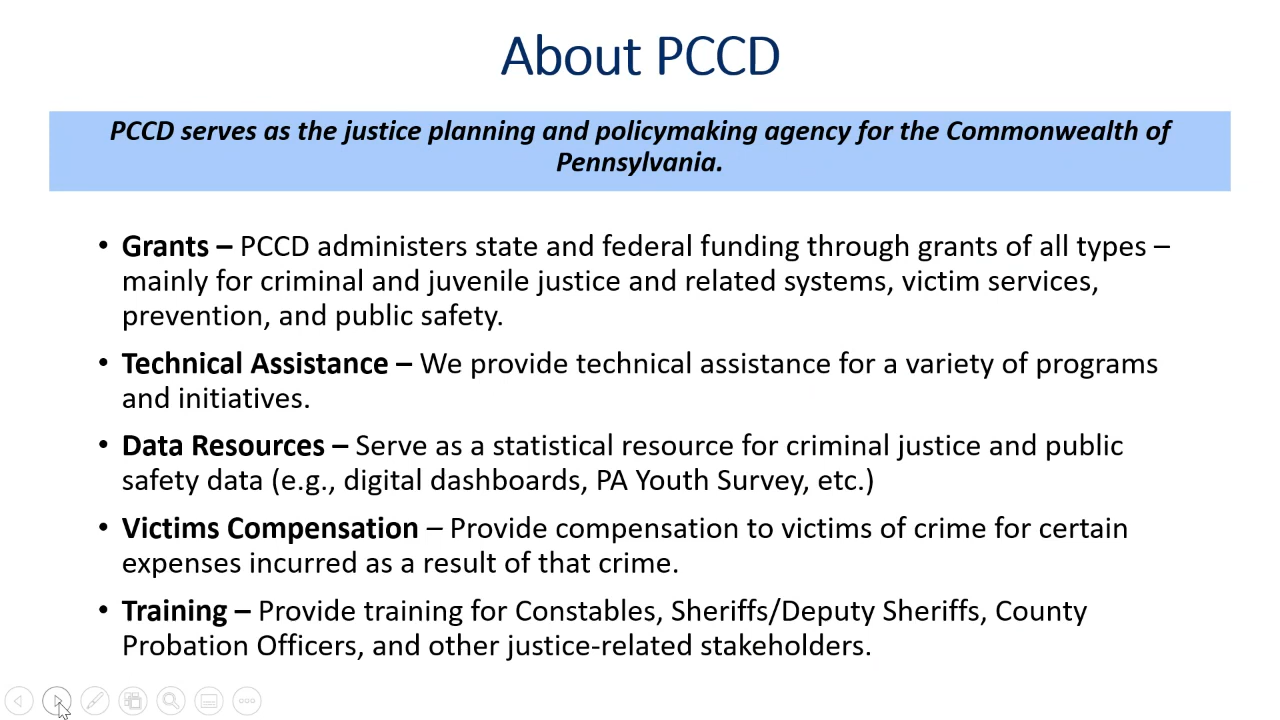 About PCCD
PCCD serves as the justice planning and policymaking agency for the Commonwealth of
Pennsylvania.
• Grants – PCCD administers state and federal funding through grants of all types –
mainly for criminal and juvenile justice and related systems, victim services,
prevention, and public safety.
• Technical Assistance – We provide technical assistance for a variety of programs
and initiatives.
• Data Resources – Serve as a statistical resource for criminal justice and public
safety data (e.g., digital dashboards, PA Youth Survey, etc.)
• Victims Compensation – Provide compensation to victims of crime for certain
expenses incurred as a result of that crime.
• Training – Provide training for Constables, Sheriffs/Deputy Sheriffs, County
Probation Officers, and other justice-related stakeholders.